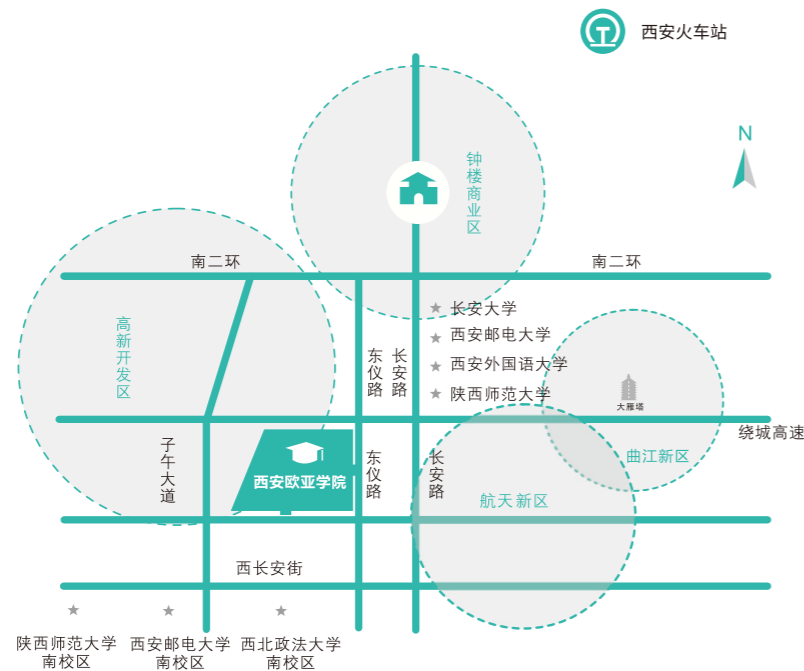 西安火车站
N
钟楼商业区
南二环
南二环
长安大学
西安邮电大学
西安外国语大学
陕西师范大学
高新开发区
东仪路
长安路
大雁塔
绕城高速
子午大道
西安欧亚学院
东仪路
长安路
曲江新区
航天新区
西长安街
陕西师范大学
南校区
西安邮电大学
南校区
西北政法大学
南校区